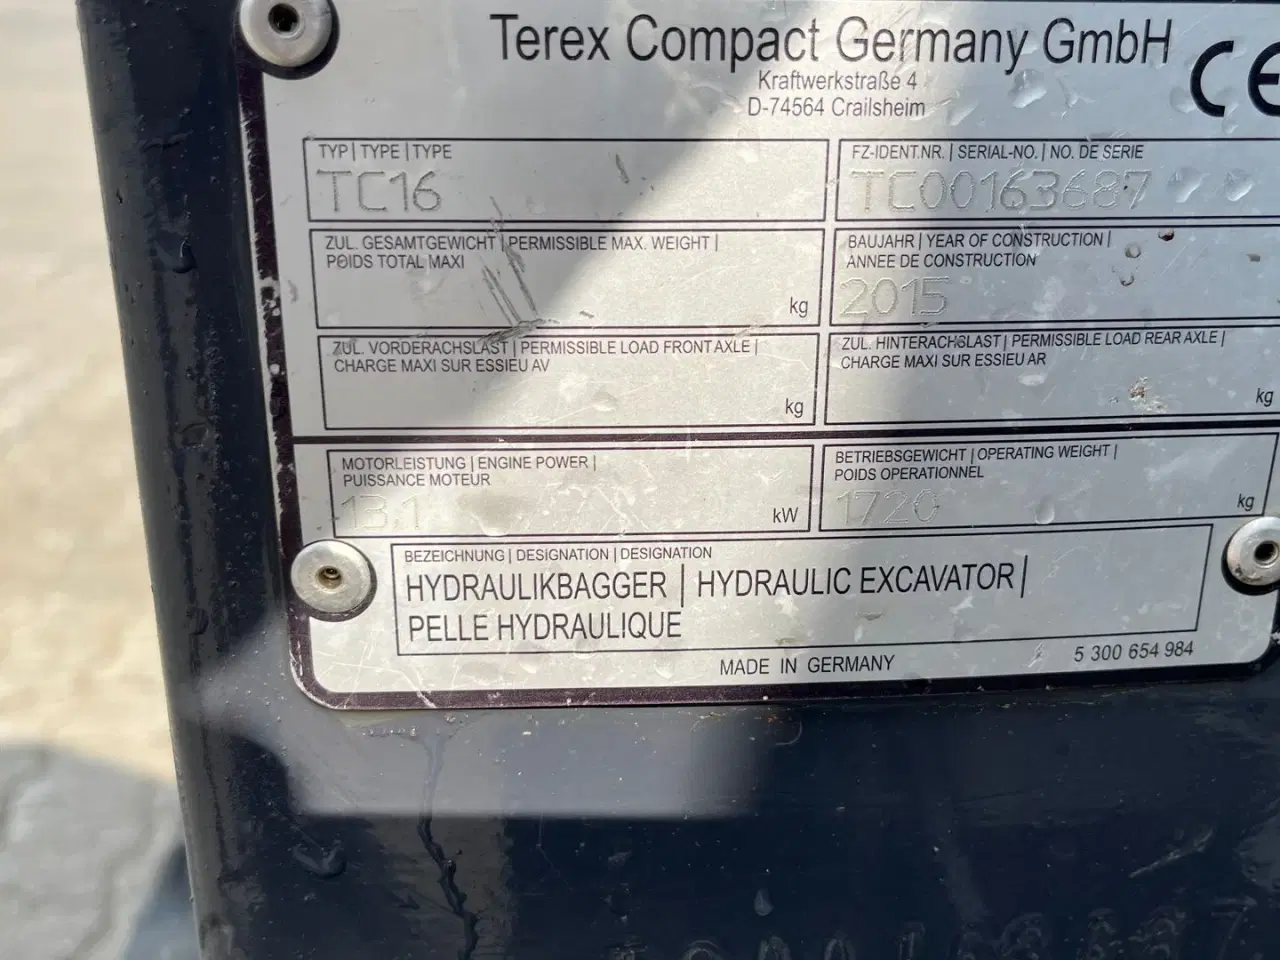 Terex Compact Germany GmbH
Kraftwerkstraße 4
D-74564 Crailsheim
CE
TYP | TYPE | TYPE
TC16
FZ-IDENT.NR. | SERIAL-NO. | NO. DE SERIE
TC00163687
ZUL. GESAMTGEWICHT | PERMISSIBLE MAX. WEIGHT |
POIDS TOTAL MAXI
kg
BAUJAHR | YEAR OF CONSTRUCTION |
ANNEE DE CONSTRUCTION
2015
ZUL. VORDERACHSLAST | PERMISSIBLE LOAD FRONT AXLE |
CHARGE MAXI SUR ESSIEU AV
kg
ZUL. HINTERACHSLAST | PERMISSIBLE LOAD REAR AXLE |
CHARGE MAXI SUR ESSIEU AR
kg
MOTORLEISTUNG | ENGINE POWER |
PUISSANCE MOTEUR
13,1 kW
BETRIEBSGEWICHT | OPERATING WEIGHT |
POIDS OPERATIONNEL
1720 kg
BEZEICHNUNG | DESIGNATION | DESIGNATION
HYDRAULIKBAGGER | HYDRAULIC EXCAVATOR |
PELLE HYDRAULIQUE
MADE IN GERMANY
5 300 654 984